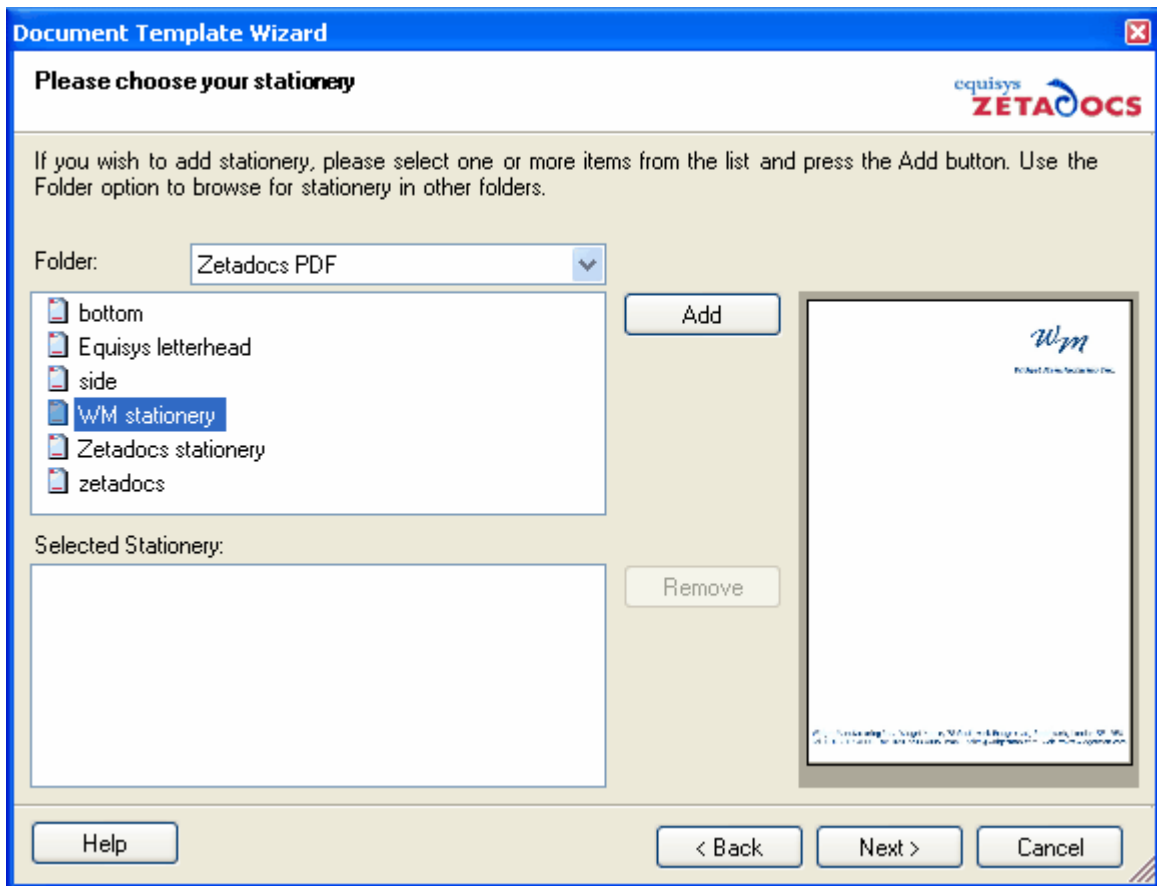 Document Template Wizard
Please choose your stationery
equisys
ZETADOCS
If you wish to add stationery, please select one or more items from the list and press the Add button. Use the
Folder option to browse for stationery in other folders.
Folder:
Zetadocs PDF
bottom
Equisys letterhead
side
WM stationery
Zetadocs stationery
zetadocs
Add
Wm
Selected Stationery:
Remove
Help
< Back
Next >
Cancel